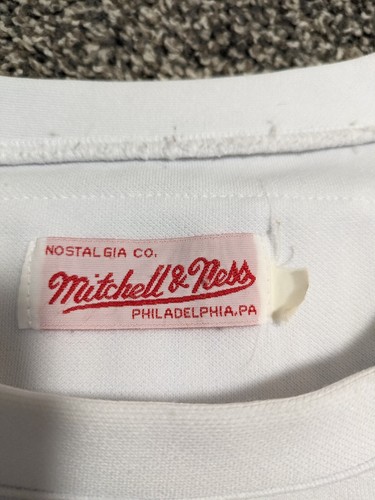 NOSTALGIA CO.
Mitchell & Ness
PHILADELPHIA, PA